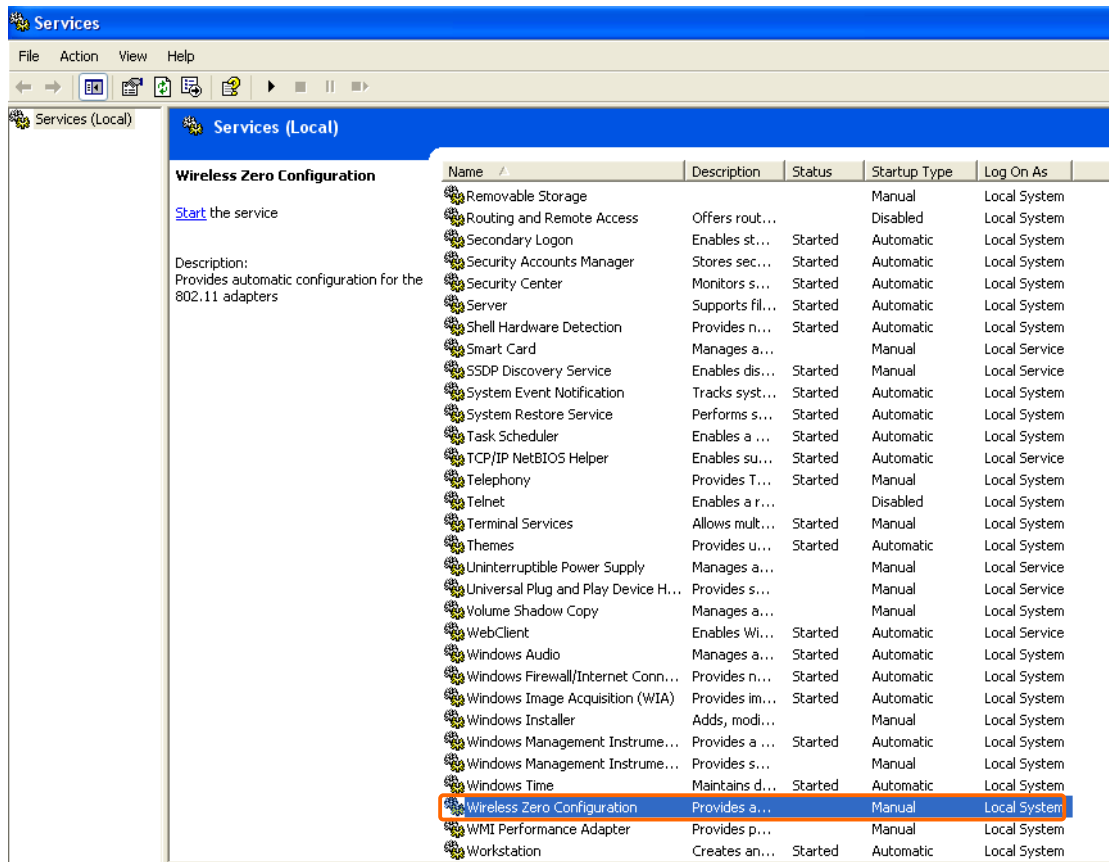 Services
File Action View Help
Services (Local)
Services (Local)
Wireless Zero Configuration
Start the service
Description:
Provides automatic configuration for the
802.11 adapters
Name Description Status Startup Type Log On As
Removable Storage Manual Local System
Routing and Remote Access Offers rout... Disabled Local System
Secondary Logon Enables st... Started Automatic Local System
Security Accounts Manager Stores sec... Started Automatic Local System
Security Center Monitors s... Started Automatic Local System
Server Supports fil... Started Automatic Local System
Shell Hardware Detection Provides n... Started Automatic Local System
Smart Card Manages a... Manual Local Service
SSDP Discovery Service Enables dis... Started Manual Local Service
System Event Notification Tracks syst... Started Automatic Local System
System Restore Service Performs s... Started Automatic Local System
Task Scheduler Enables a ... Started Automatic Local System
TCP/IP NetBIOS Helper Enables su... Started Automatic Local Service
Telephony Provides T... Started Manual Local System
Telnet Enables a r... Disabled Local System
Terminal Services Allows mult... Started Manual Local System
Themes Provides u... Started Automatic Local System
Uninterruptible Power Supply Manages a... Manual Local Service
Universal Plug and Play Device H... Provides s... Manual Local Service
Volume Shadow Copy Manages a... Manual Local System
WebClient Enables Wi... Started Automatic Local Service
Windows Audio Manages a... Started Automatic Local System
Windows Firewall/Internet Conn... Provides n... Started Automatic Local System
Windows Image Acquisition (WIA) Provides im... Started Automatic Local System
Windows Installer Adds, modi... Manual Local System
Windows Management Instrume... Provides a ... Started Automatic Local System
Windows Management Instrume... Provides s... Manual Local System
Windows Time Maintains d... Started Automatic Local System
Wireless Zero Configuration Provides a... Manual Local System
WMI Performance Adapter Provides p... Manual Local System
Workstation Creates an... Started Automatic Local System